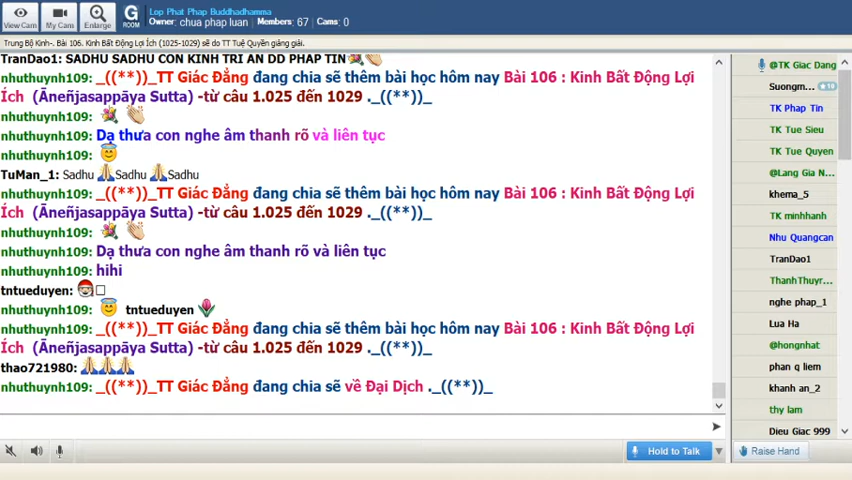 Lop Phat Phap Buddhadhamma
View Cam
My Cam
Enlarge
G ROOM
Owner: chua phap luan Members: 67 Cams: 0
Trung Bộ Kinh-. Bài 106. Kinh Bất Động Lợi Ích (1025-1029) sẽ do TT Tuệ Quyền giảng giải.
TranDao1: SADHU SADHU CON KINH TRI AN DD PHAP TIN
nhuthuynh109: _((**))_TT Giác Đẳng đang chia sẽ thêm bài học hôm nay Bài 106 : Kinh Bất Động Lợi
Ích (Āneñjasappāya Sutta) -từ câu 1.025 đến 1029 ._((**))_
nhuthuynh109:
nhuthuynh109: Dạ thưa con nghe âm thanh rõ và liên tục
nhuthuynh109:
TuMan_1: Sadhu Sadhu Sadhu
nhuthuynh109: _((**))_TT Giác Đẳng đang chia sẽ thêm bài học hôm nay Bài 106 : Kinh Bất Động Lợi
Ích (Āneñjasappāya Sutta) -từ câu 1.025 đến 1029 ._((**))_
nhuthuynh109:
nhuthuynh109: Dạ thưa con nghe âm thanh rõ và liên tục
nhuthuynh109: hihi
tntueduyen:
nhuthuynh109: tntueduyen
nhuthuynh109: _((**))_TT Giác Đẳng đang chia sẽ thêm bài học hôm nay Bài 106 : Kinh Bất Động Lợi
Ích (Āneñjasappāya Sutta) -từ câu 1.025 đến 1029 ._((**))_
thao721980:
nhuthuynh109: _((**))_TT Giác Đẳng đang chia sẽ về Đại Dịch ._((**))_
@TK Giac Dang
Suongm... 10
TK Phap Tin
TK Tue Sieu
TK Tue Quyen
@Lang Gia N...
khema_5
TK minhhanh
Nhu Quangcan
TranDao1
ThanhThuyr...
nghe phap_1
Lua Ha
@hongnhat
phan q liem
khanh an_2
thy lam
Dieu Giac 999
Hold to Talk
Raise Hand